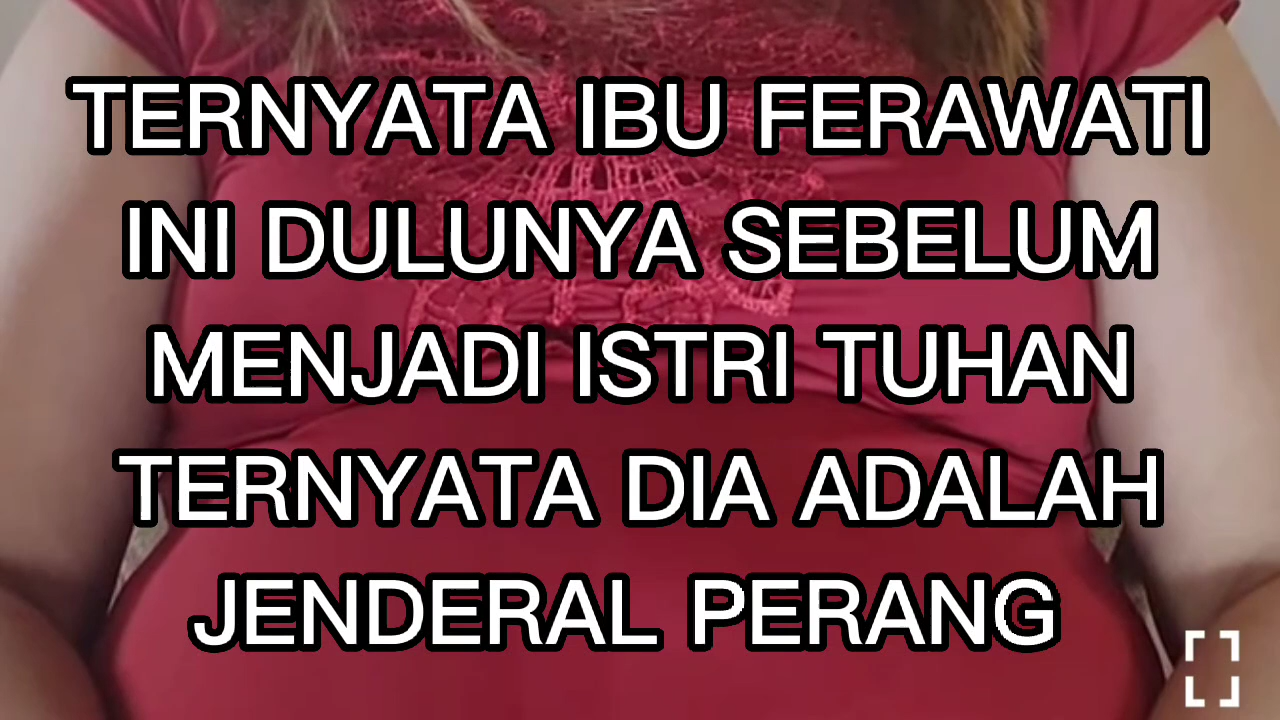 TERNYATA IBU FERAWATI
INI DULUNYA SEBELUM
MENJADI ISTRI TUHAN
TERNYATA DIA ADALAH
JENDERAL PERANG